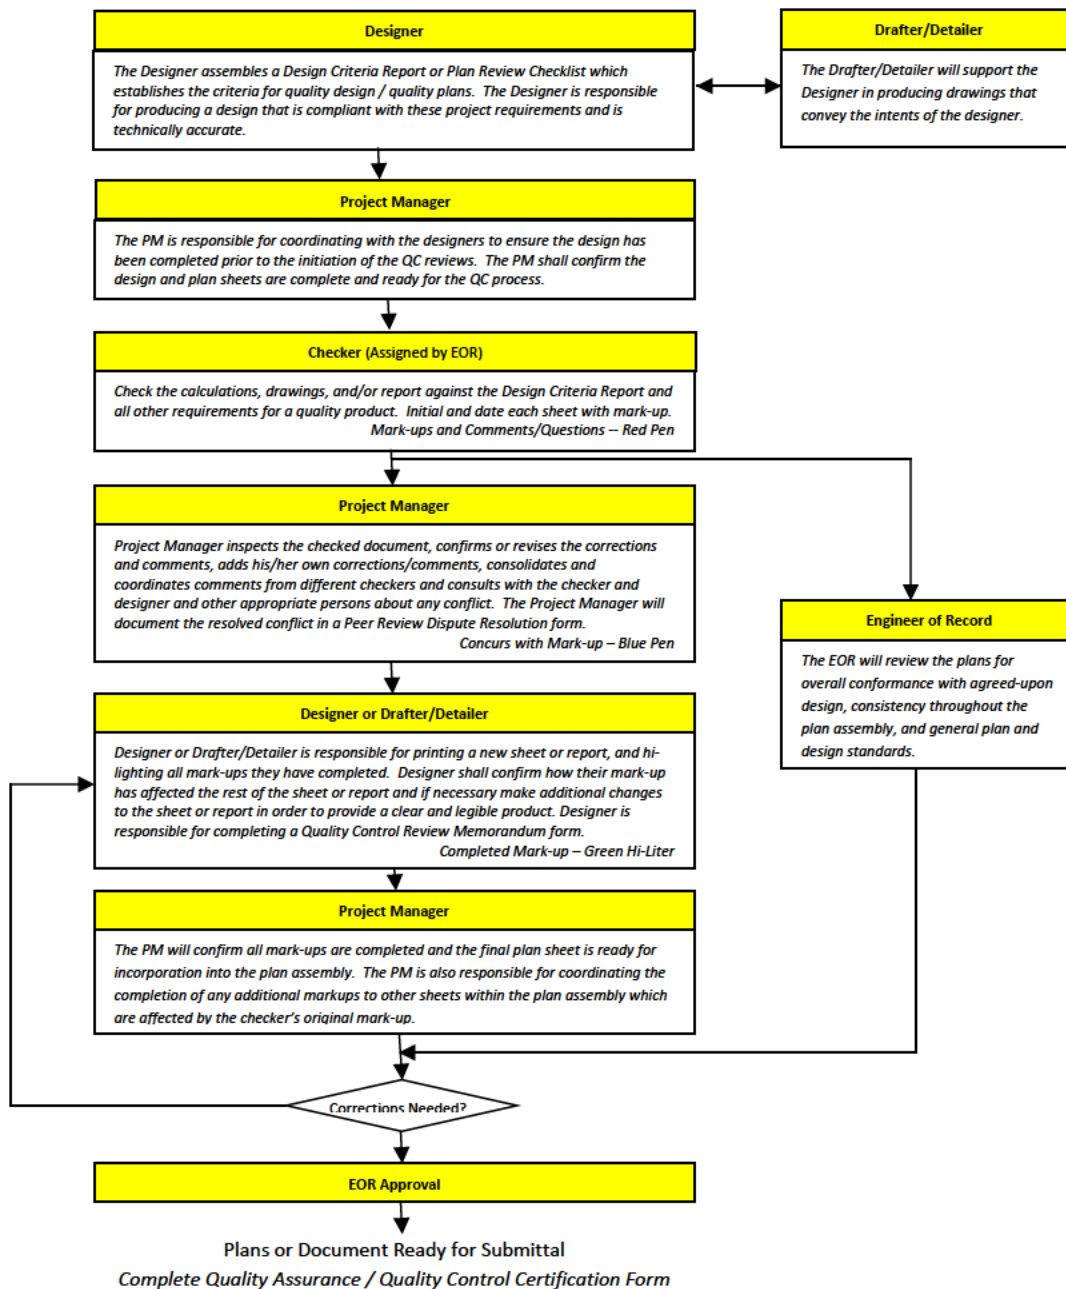 Designer
The Designer assembles a Design Criteria Report or Plan Review Checklist which
establishes the criteria for quality design / quality plans.  The Designer is responsible
for producing a design that is compliant with these project requirements and is
technically accurate.
Drafter/Detailer
The Drafter/Detailer will support the
Designer in producing drawings that
convey the intents of the designer.
Project Manager
The PM is responsible for coordinating with the designers to ensure the design has
been completed prior to the initiation of the QC reviews.  The PM shall confirm the
design and plan sheets are complete and ready for the QC process.
Checker (Assigned by EOR)
Check the calculations, drawings, and/or report against the Design Criteria Report and
all other requirements for a quality product.  Initial and date each sheet with mark-up.
Mark-ups and Comments/Questions -- Red Pen
Project Manager
Project Manager inspects the checked document, confirms or revises the corrections
and comments, adds his/her own corrections/comments, consolidates and
coordinates comments from different checkers and consults with the checker and
designer and other appropriate persons about any conflict.  The Project Manager will
document the resolved conflict in a Peer Review Dispute Resolution form.
Concurs with Mark-up – Blue Pen
Engineer of Record
The EOR will review the plans for
overall conformance with agreed-upon
design, consistency throughout the
plan assembly, and general plan and
design standards.
Designer or Drafter/Detailer
Designer or Drafter/Detailer is responsible for printing a new sheet or report, and hi-
lighting all mark-ups they have completed.  Designer shall confirm how their mark-up
has affected the rest of the sheet or report and if necessary make additional changes
to the sheet or report in order to provide a clear and legible product. Designer is
responsible for completing a Quality Control Review Memorandum form.
Completed Mark-up – Green Hi-Liter
Project Manager
The PM will confirm all mark-ups are completed and the final plan sheet is ready for
incorporation into the plan assembly.  The PM is also responsible for coordinating the
completion of any additional markups to other sheets within the plan assembly which
are affected by the checker's original mark-up.
Corrections Needed?
EOR Approval
Plans or Document Ready for Submittal
Complete Quality Assurance / Quality Control Certification Form